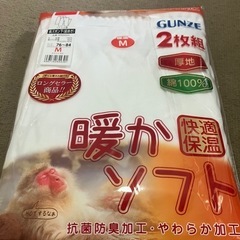 GUNZE
2枚組
M
76~84
M
厚地
綿100%
ロングセラー
商品!!
快適
保温
暖か
ソフト
抗菌防臭加工・やわらか加工